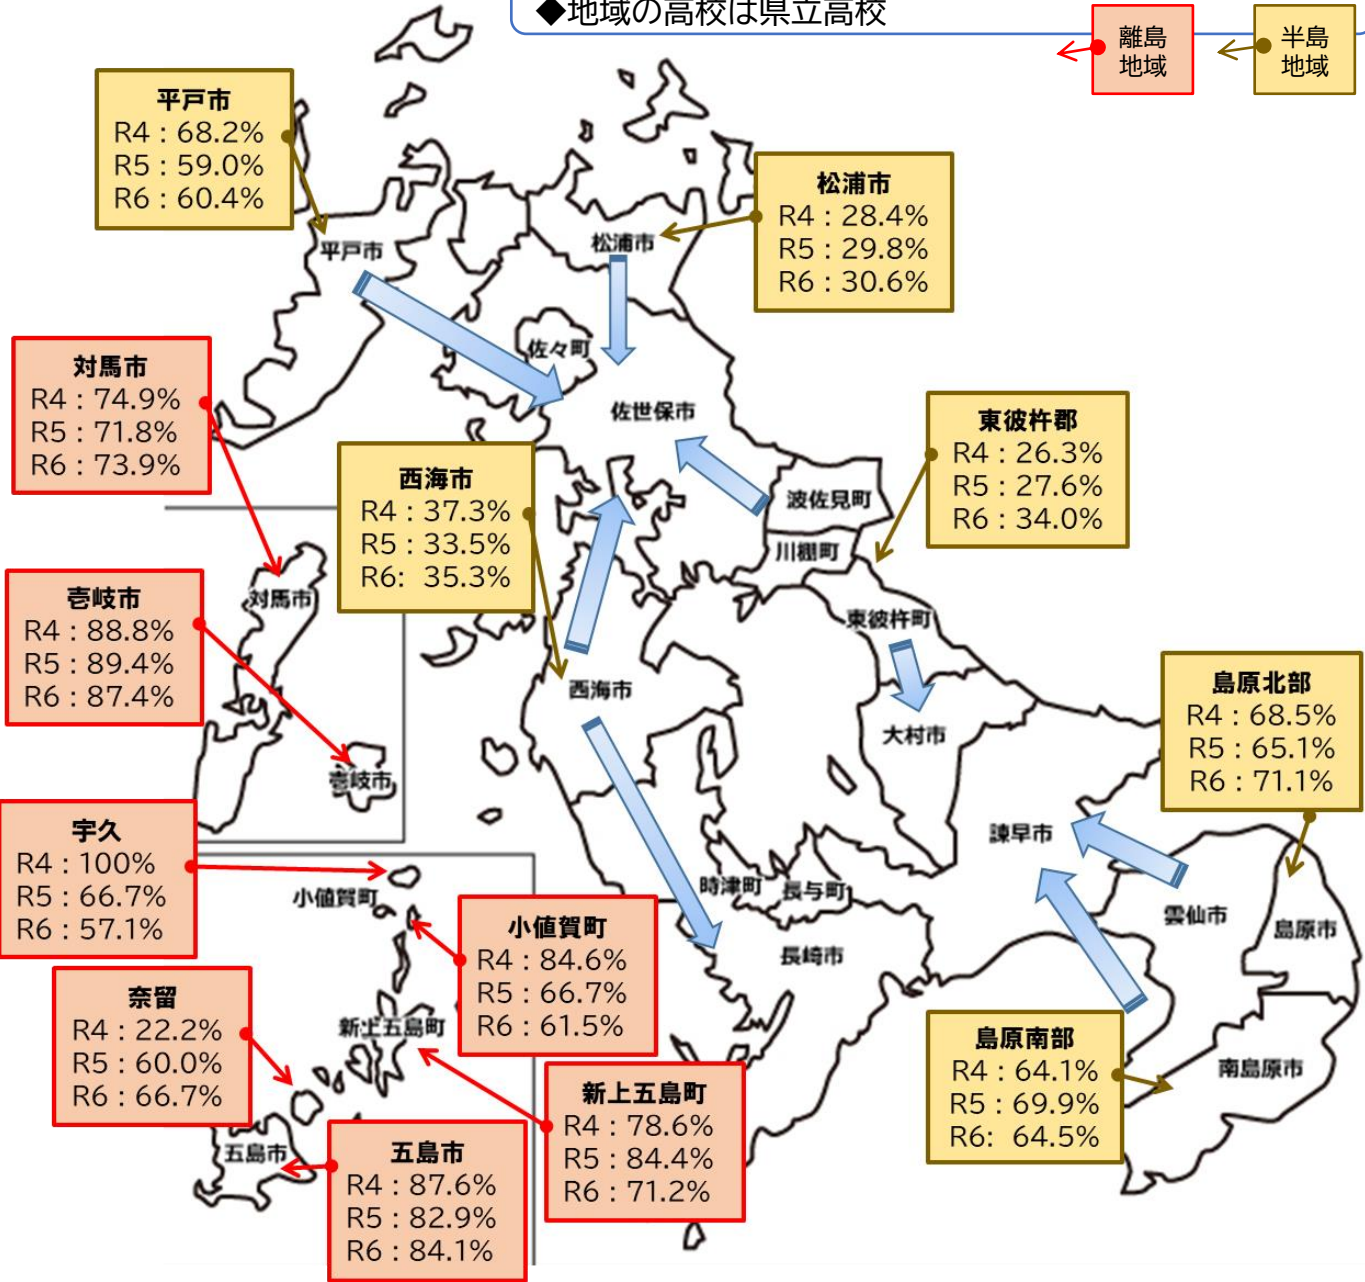 ◆地域の高校は県立高校
離島
地域
半島
地域
平戸市
R4：68.2%
R5：59.0%
R6：60.4%
松浦市
R4：28.4%
R5：29.8%
R6：30.6%
平戸市
松浦市
佐々町
対馬市
R4：74.9%
R5：71.8%
R6：73.9%
佐世保市
東彼杵郡
R4：26.3%
R5：27.6%
R6：34.0%
西海市
R4：37.3%
R5：33.5%
R6: 35.3%
波佐見町
川棚町
対馬市
壱岐市
R4：88.8%
R5：89.4%
R6：87.4%
東彼杵町
西海市
島原北部
R4：68.5%
R5：65.1%
R6：71.1%
大村市
壱岐市
宇久
R4：100%
R5：66.7%
R6：57.1%
諫早市
時津町
長与町
小値賀町
小値賀町
R4：84.6%
R5：66.7%
R6：61.5%
雲仙市
島原市
長崎市
奈留
R4：22.2%
R5：60.0%
R6：66.7%
新上五島町
島原南部
R4：64.1%
R5：69.9%
R6: 64.5%
南島原市
新上五島町
R4：78.6%
R5：84.4%
R6：71.2%
五島市
五島市
R4：87.6%
R5：82.9%
R6：84.1%